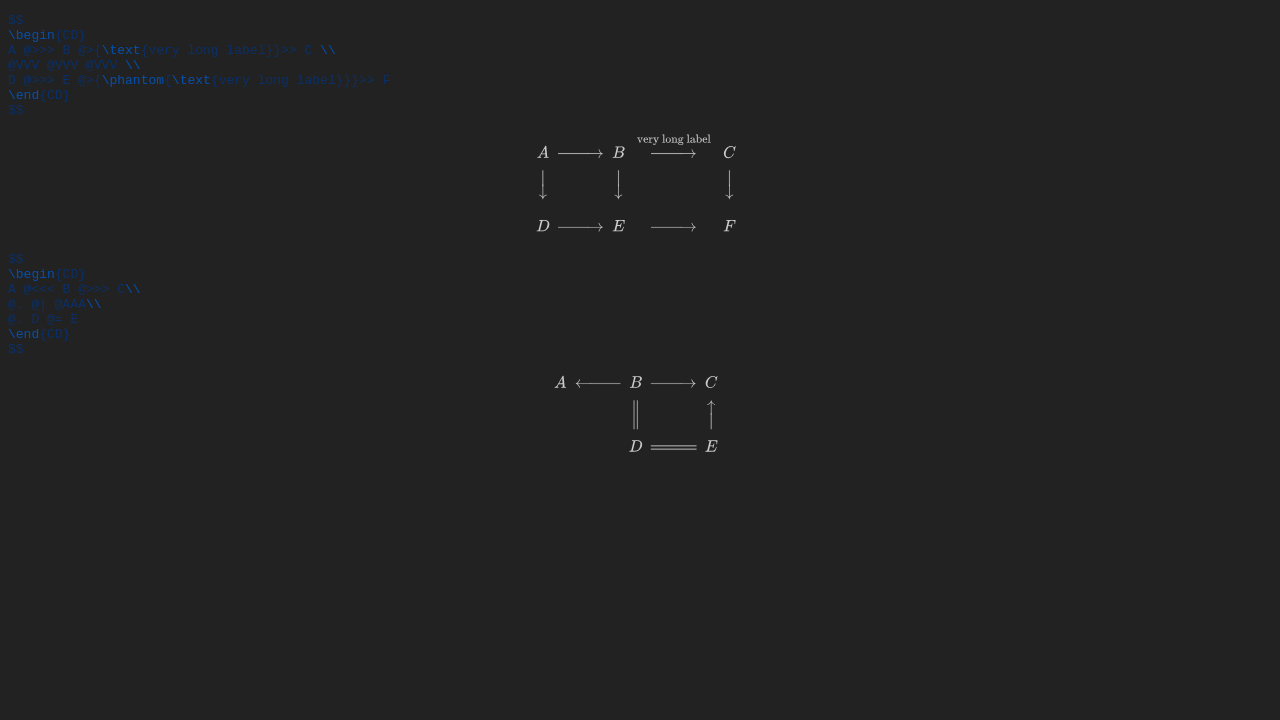 $$
\begin{CD}
A @>>> B @>{\text{very long label}}>> C \\
@VVV @VVV @VVV \\
D @>>> E @>{\phantom{\text{very long label}}}>> F
\end{CD}
$$
very long label
A B C
D E F
$$
\begin{CD}
A @<<< B @>>> C\\
@. @| @AAA\\
@. D @= E
\end{CD}
$$
A B C
D E